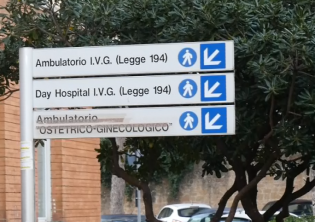 Ambulatorio I.V.G. (Legge 194)
Day Hospital I.V.G. (Legge 194)
Ambulatorio
"OSTETRICO-GINECOLOGICO"